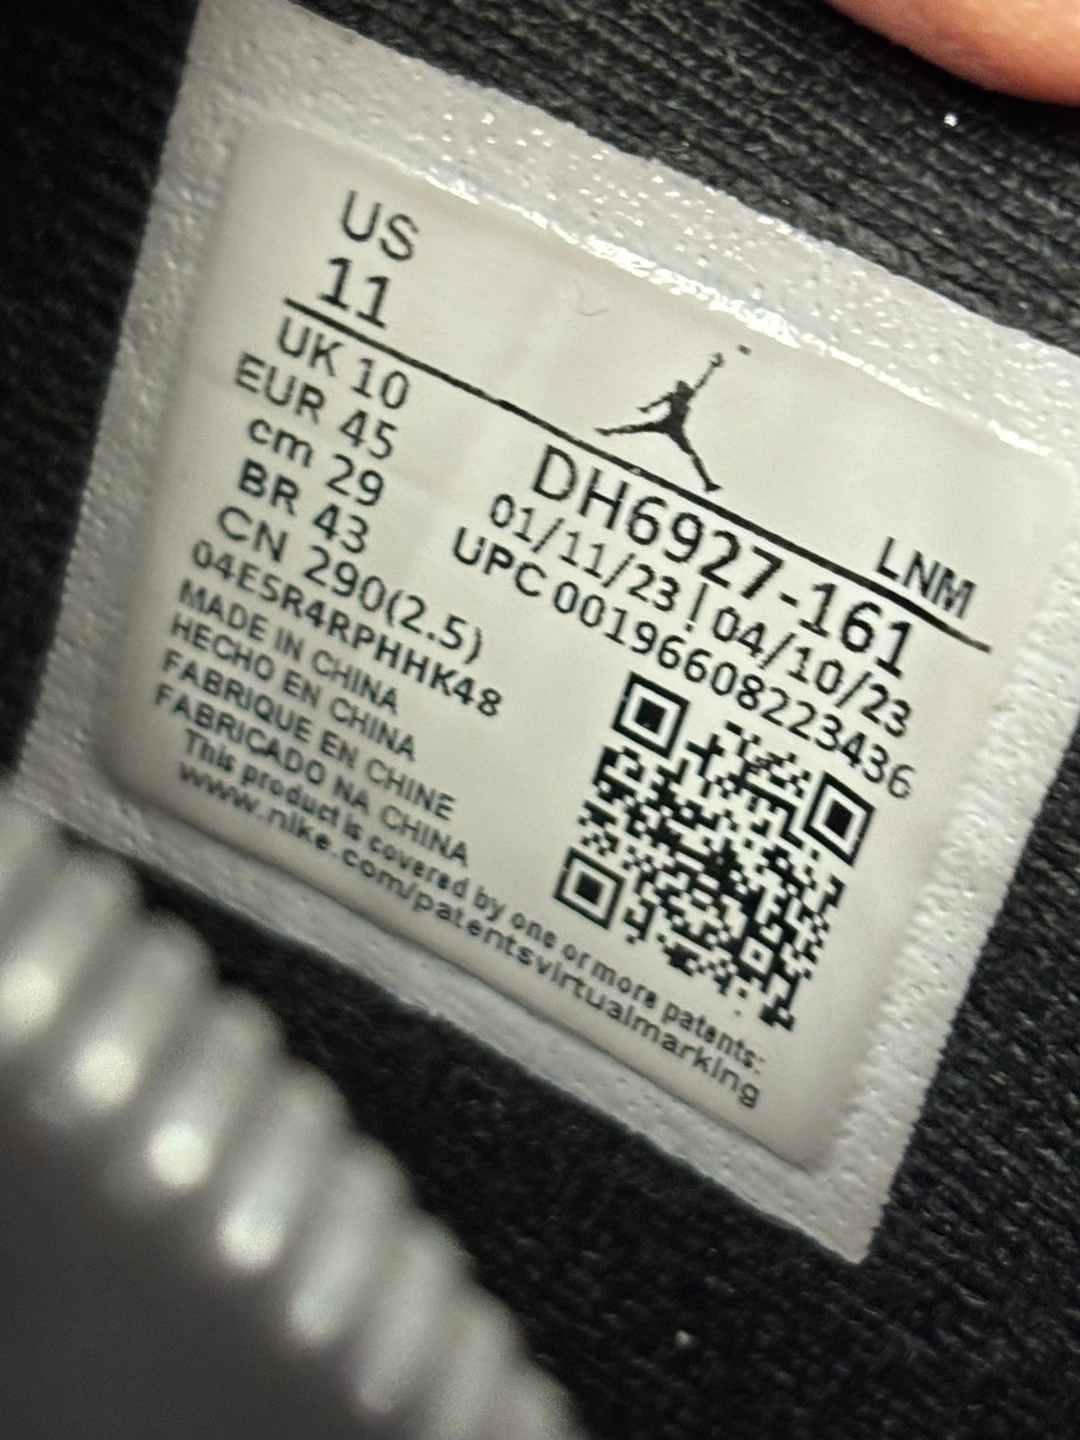 US
11
UK 10
EUR 45
cm 29
BR 43
CN 290(2.5)
04ESR4RPHHK48
MADE IN CHINA
HECHO EN CHINA
FABRIQUE EN CHINE
FABRICADO NA CHINA
This product is covered by one or more patents:
www.nike.com/patentsvirtualmarking
LNM
DH6927-161
01/11/23 | 04/10/23
UPC 00196608223436